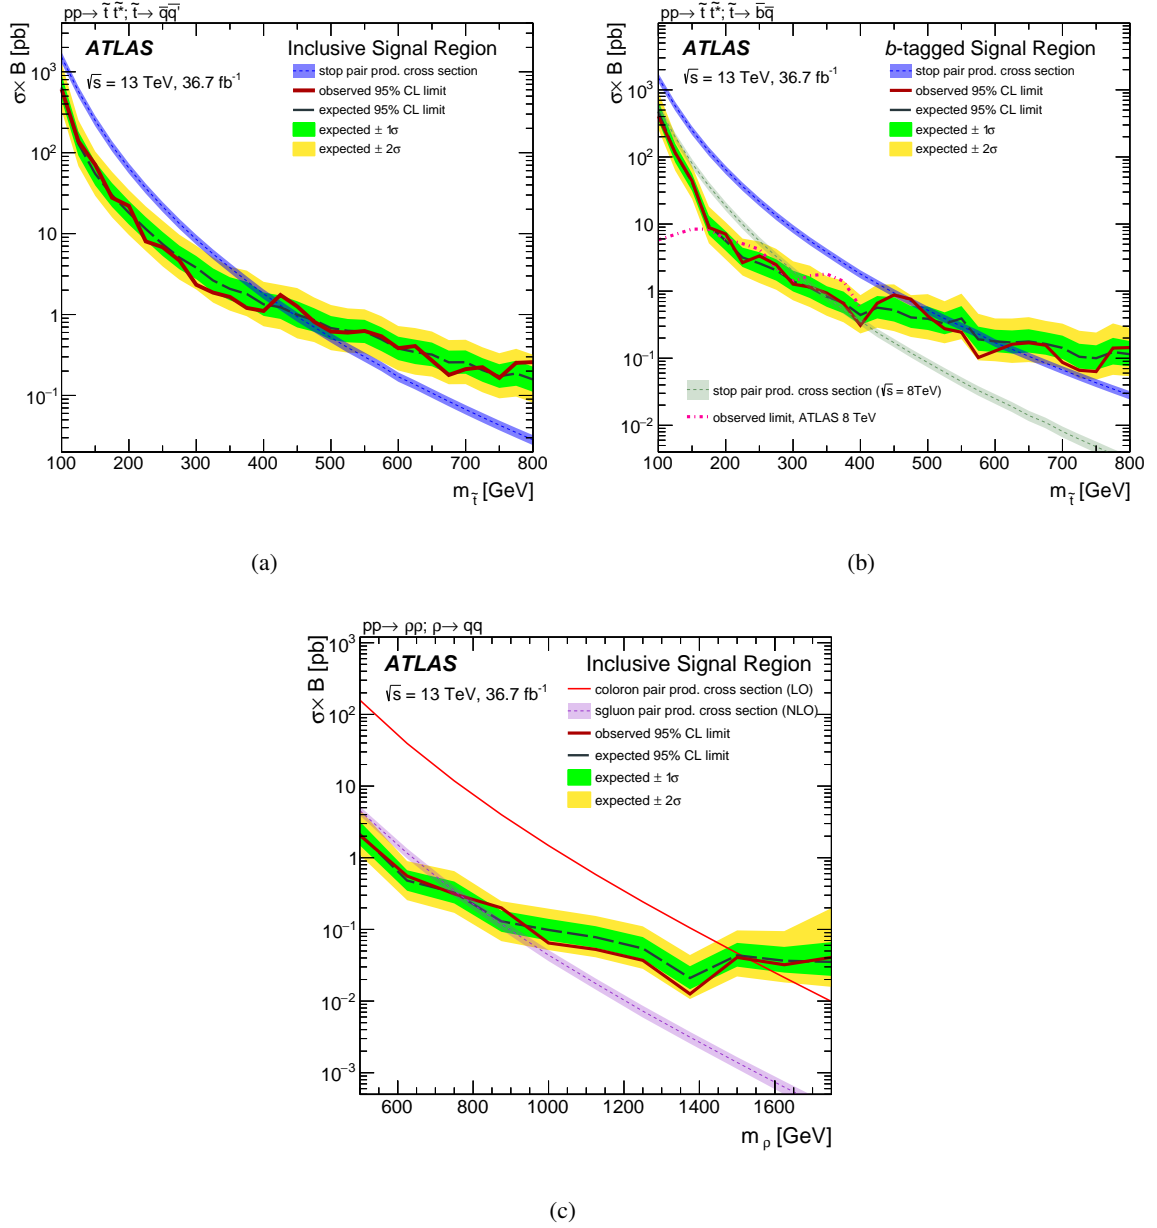 pp→ t̃ t̃*; t̃→ q̄q̄'
σ× B [pb]
ATLAS
Inclusive Signal Region
√s = 13 TeV, 36.7 fb⁻¹
stop pair prod. cross section
observed 95% CL limit
expected 95% CL limit
expected ± 1σ
expected ± 2σ
10³
10²
10
1
10⁻¹
100 200 300 400 500 600 700 800
m_t̃ [GeV]
(a)
pp→ t̃ t̃*; t̃→ b̄q̄
σ× B [pb]
ATLAS
b-tagged Signal Region
√s = 13 TeV, 36.7 fb⁻¹
stop pair prod. cross section
observed 95% CL limit
expected 95% CL limit
expected ± 1σ
expected ± 2σ
10³
10²
10
1
10⁻¹
10⁻²
stop pair prod. cross section (√s = 8TeV)
observed limit, ATLAS 8 TeV
100 200 300 400 500 600 700 800
m_t̃ [GeV]
(b)
pp→ ρρ; ρ→ qq
σ× B [pb]
ATLAS
Inclusive Signal Region
√s = 13 TeV, 36.7 fb⁻¹
coloron pair prod. cross section (LO)
sgluon pair prod. cross section (NLO)
observed 95% CL limit
expected 95% CL limit
expected ± 1σ
expected ± 2σ
10³
10²
10
1
10⁻¹
10⁻²
10⁻³
600 800 1000 1200 1400 1600
m_ρ [GeV]
(c)